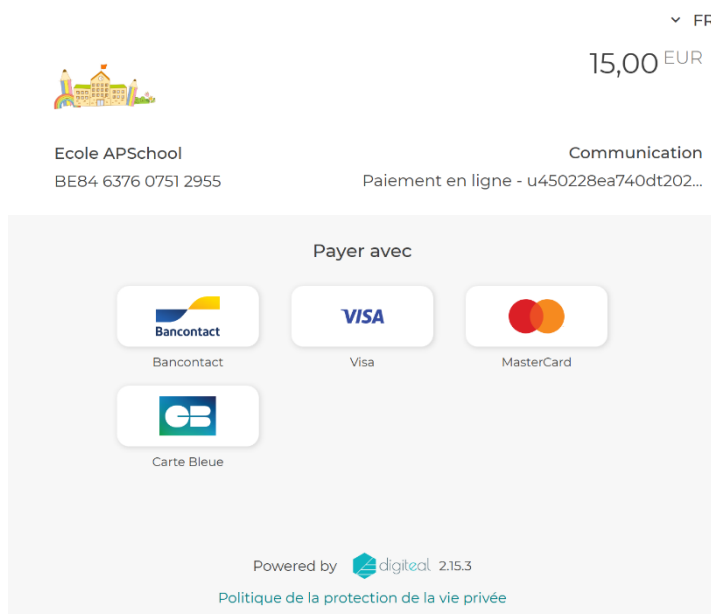 FR
15,00 EUR
Ecole APSchool
Communication
BE84 6376 0751 2955
Paiement en ligne - u450228ea740dt202...
Payer avec
Bancontact
VISA
Bancontact
Visa
MasterCard
CB
Carte Bleue
Powered by digiteal 2.15.3
Politique de la protection de la vie privée